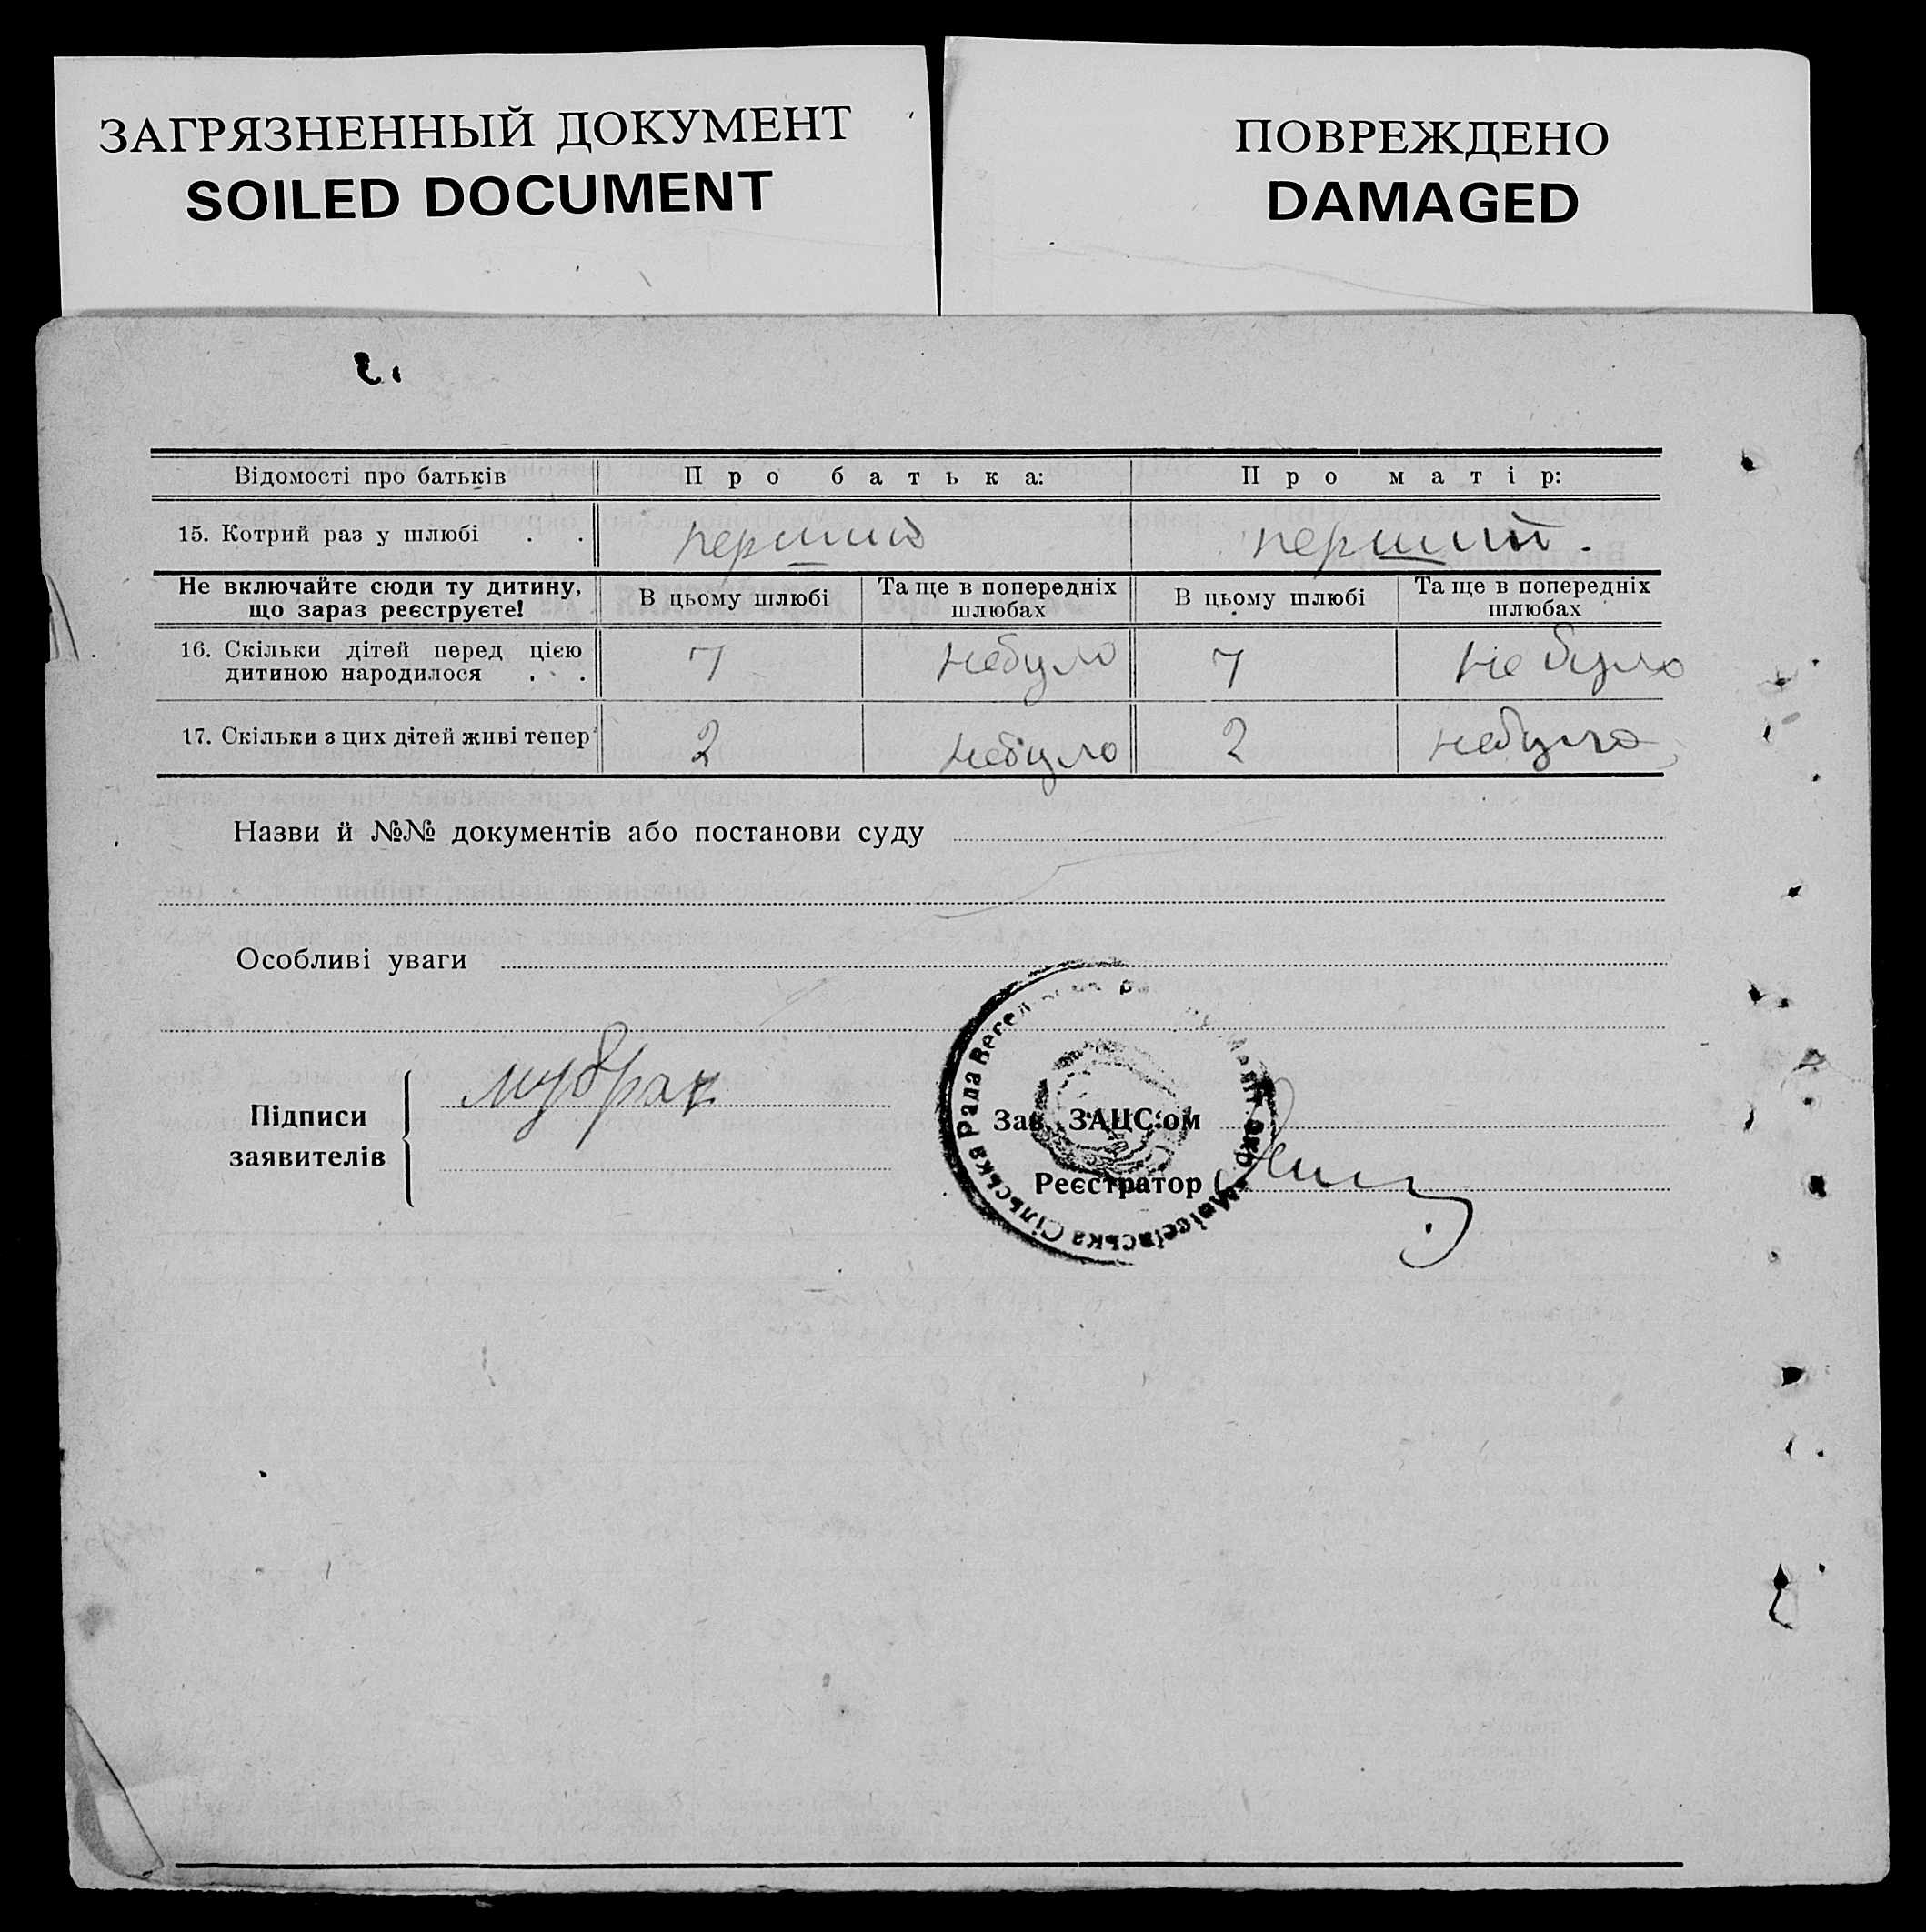 ЗАГРЯЗНЕННЫЙ ДОКУМЕНТ
SOILED DOCUMENT
ПОВРЕЖДЕНО
DAMAGED
Відомості про батьків Про батька: Про матір:
15. Котрий раз у шлюбі . . перший перший.
Не включайте сюди ту дитину, що зараз реєструєте! В цьому шлюбі Та ще в попередніх шлюбах В цьому шлюбі Та ще в попередніх шлюбах
16. Скільки дітей перед цією
дитиною народилося . . 7 небуло 7 не було
17. Скільки з цих дітей живі тепер 2 небуло 2 небуло
Назви й №№ документів або постанови суду
Особливі уваги
Підписи
заявителів
Зав. ЗАЦС'ом
Реєстратор
Сільська Рада Весел